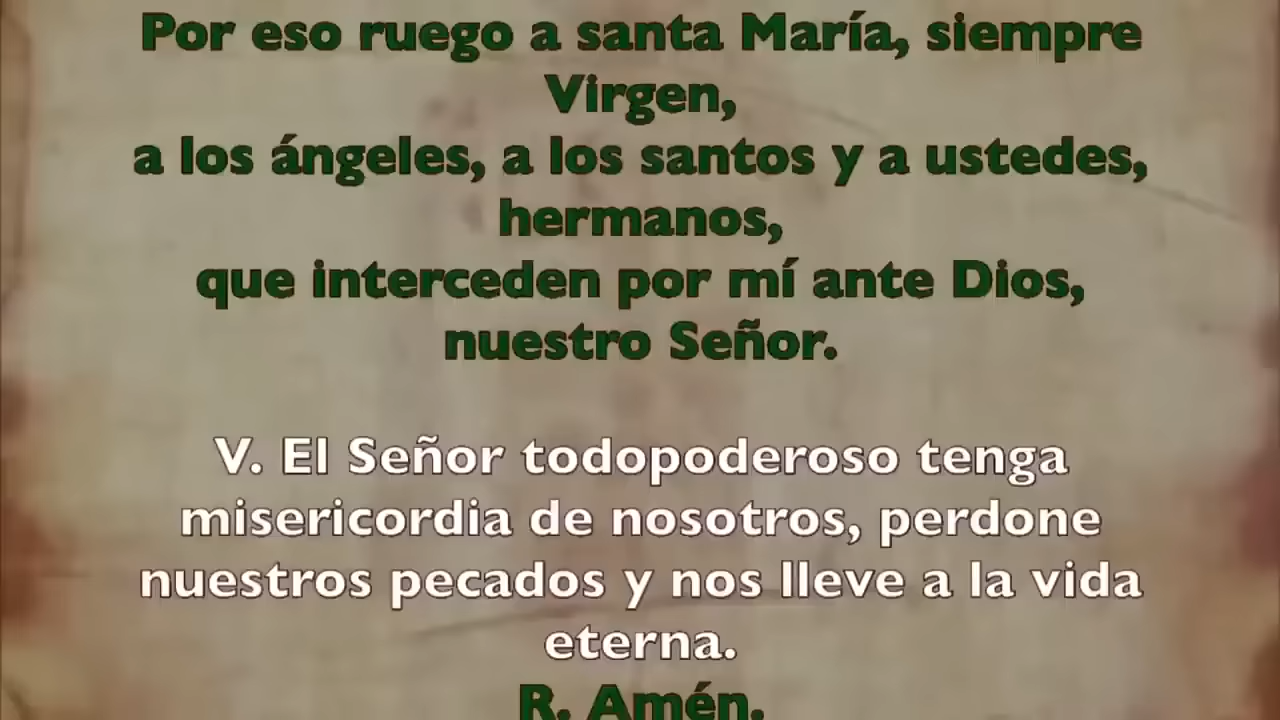 Por eso ruego a santa María, siempre
Virgen,
a los ángeles, a los santos y a ustedes,
hermanos,
que interceden por mí ante Dios,
nuestro Señor.
V. El Señor todopoderoso tenga
misericordia de nosotros, perdone
nuestros pecados y nos lleve a la vida
eterna.
R. Amén.